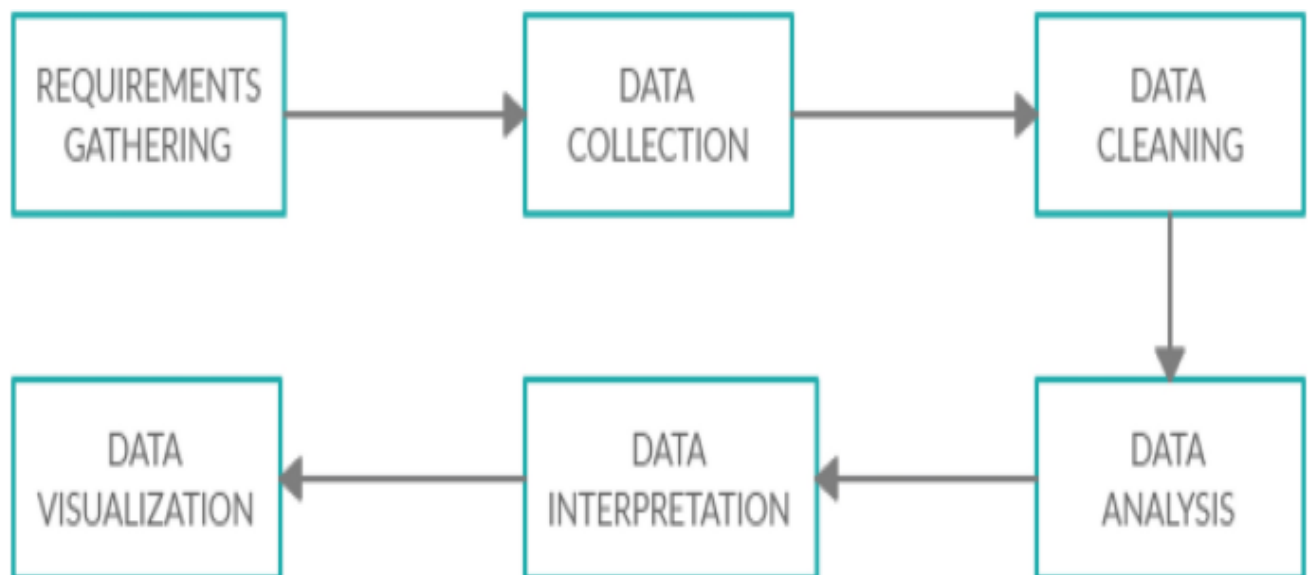 REQUIREMENTS
GATHERING
DATA
COLLECTION
DATA
CLEANING
DATA
ANALYSIS
DATA
INTERPRETATION
DATA
VISUALIZATION